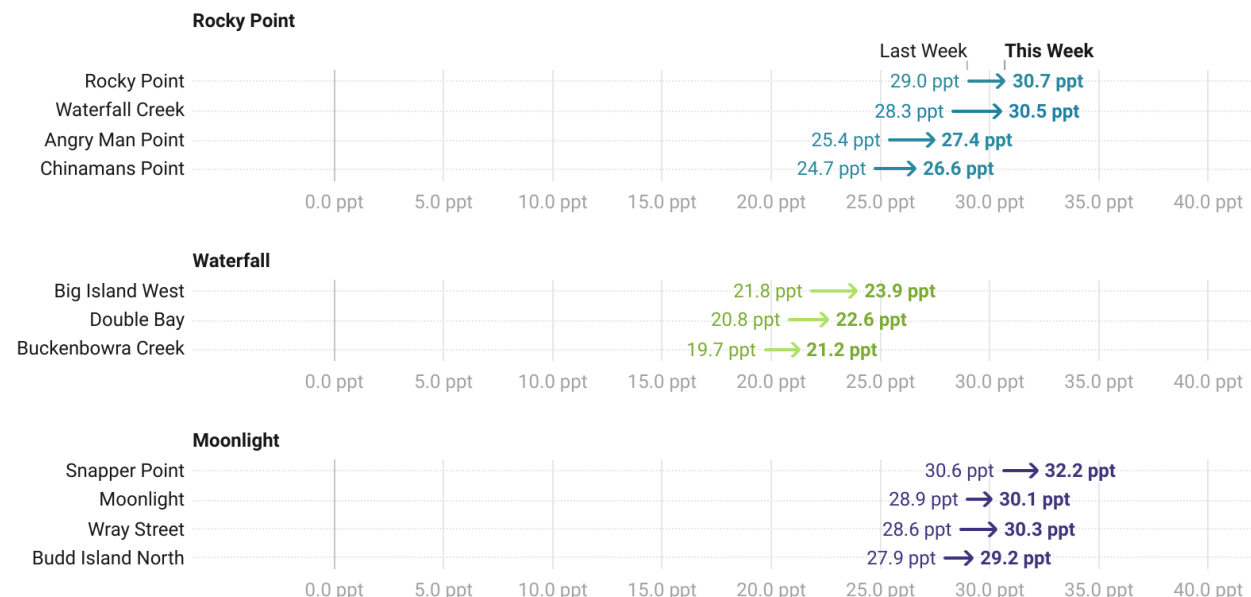 Rocky Point
Last Week This Week
Rocky Point 29.0 ppt 30.7 ppt
Waterfall Creek 28.3 ppt 30.5 ppt
Angry Man Point 25.4 ppt 27.4 ppt
Chinamans Point 24.7 ppt 26.6 ppt
0.0 ppt 5.0 ppt 10.0 ppt 15.0 ppt 20.0 ppt 25.0 ppt 30.0 ppt 35.0 ppt 40.0 ppt
Waterfall
Big Island West 21.8 ppt 23.9 ppt
Double Bay 20.8 ppt 22.6 ppt
Buckenbowra Creek 19.7 ppt 21.2 ppt
0.0 ppt 5.0 ppt 10.0 ppt 15.0 ppt 20.0 ppt 25.0 ppt 30.0 ppt 35.0 ppt 40.0 ppt
Moonlight
Snapper Point 30.6 ppt 32.2 ppt
Moonlight 28.9 ppt 30.1 ppt
Wray Street 28.6 ppt 30.3 ppt
Budd Island North 27.9 ppt 29.2 ppt
0.0 ppt 5.0 ppt 10.0 ppt 15.0 ppt 20.0 ppt 25.0 ppt 30.0 ppt 35.0 ppt 40.0 ppt